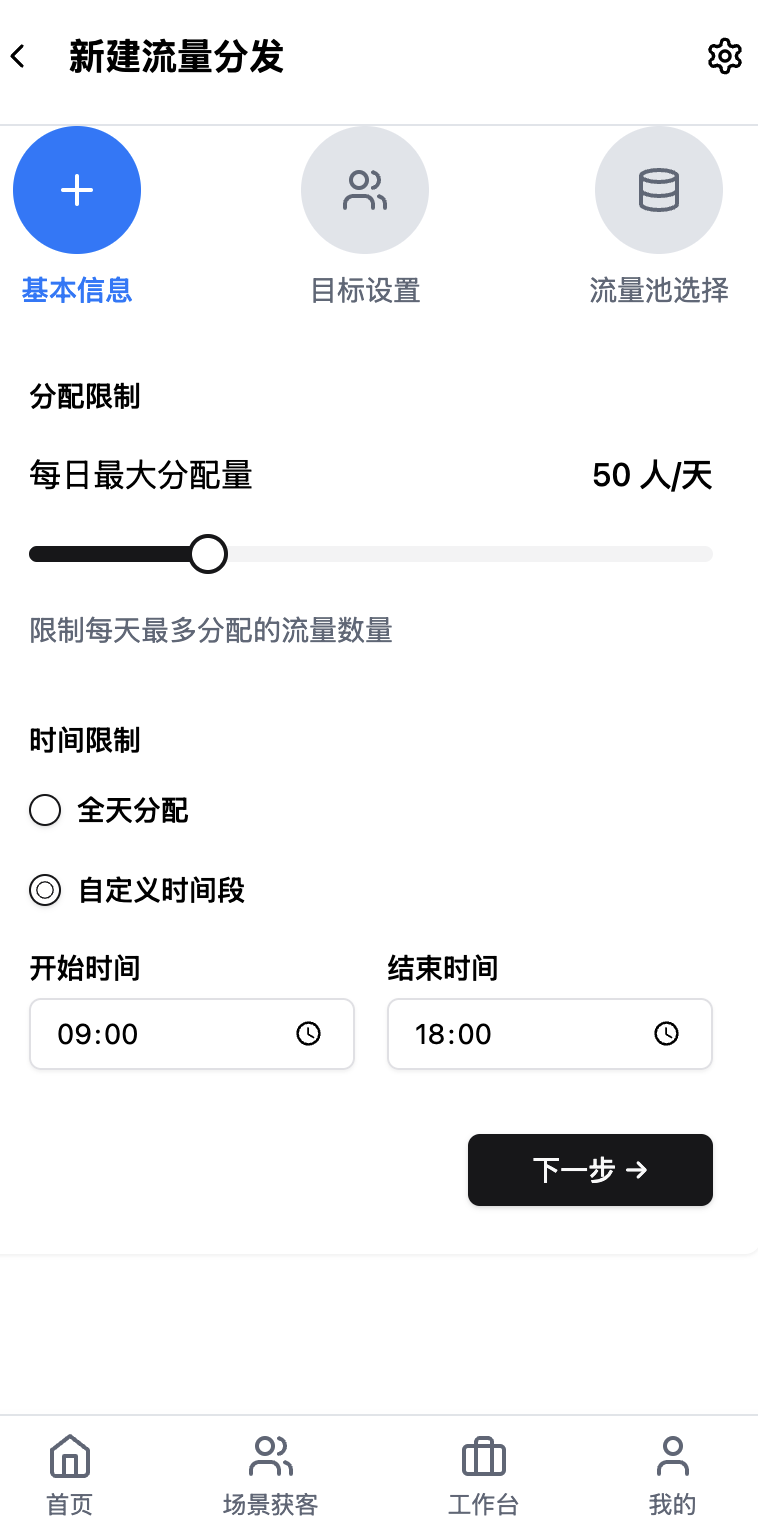 新建流量分发
基本信息 目标设置 流量池选择
分配限制
每日最大分配量 50 人/天
限制每天最多分配的流量数量
时间限制
全天分配
自定义时间段
开始时间 结束时间
09:00 18:00
下一步 →
首页 场景获客 工作台 我的